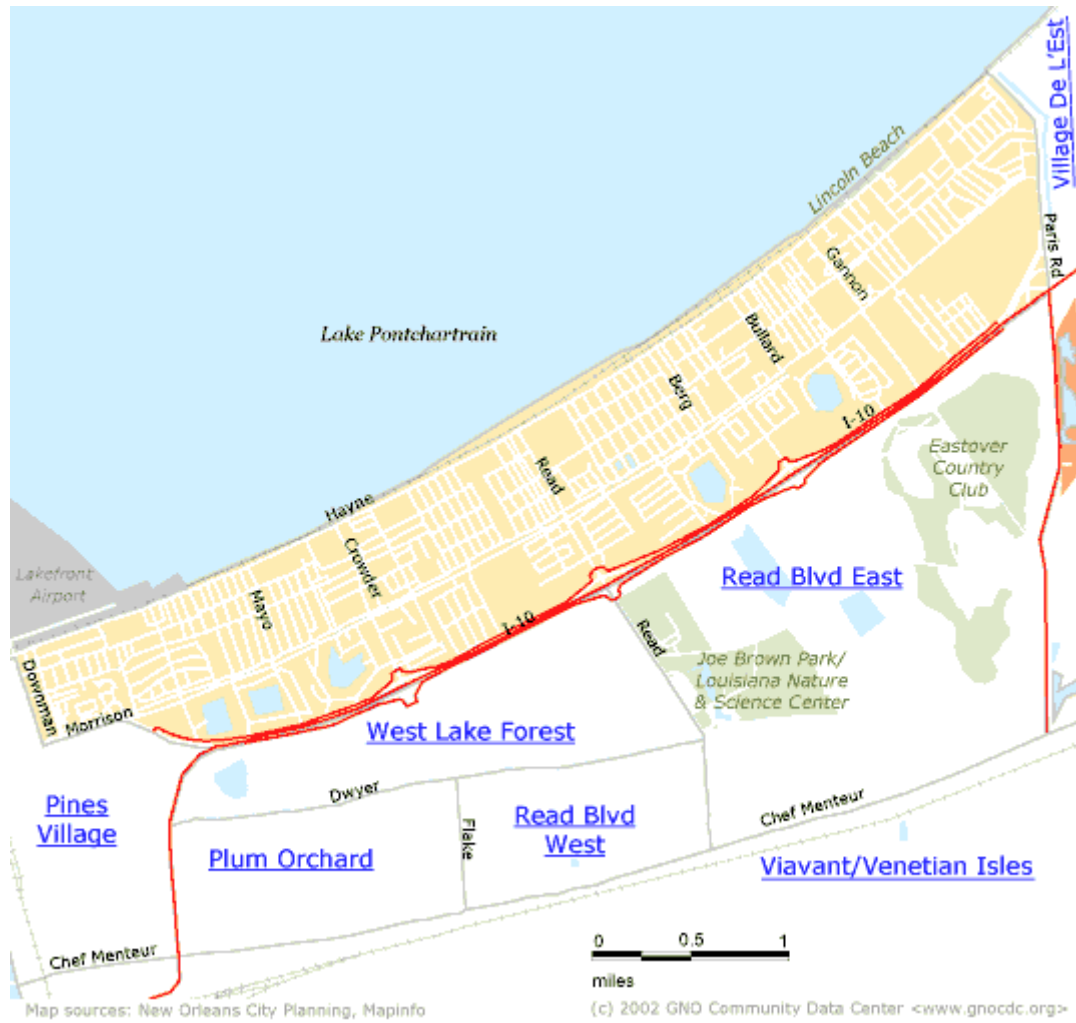 Village De L'Est
Lincoln Beach
Paris Rd
Gannon
Lake Pontchartrain
Bullard
Berg
I-10
Eastover
Country
Club
Read
Hayne
Crowder
Lakefront
Airport
Mayo
Read Blvd East
I-10
Read
Joe Brown Park/
Louisiana Nature
& Science Center
Downman
Morrison
West Lake Forest
Dwyer
Pines
Village
Flake
Read Blvd
West
Chef Menteur
Plum Orchard
Viavant/Venetian Isles
Chef Menteur
0 0.5 1
miles
Map sources: New Orleans City Planning, Mapinfo
(c) 2002 GNO Community Data Center <www.gnocdc.org>